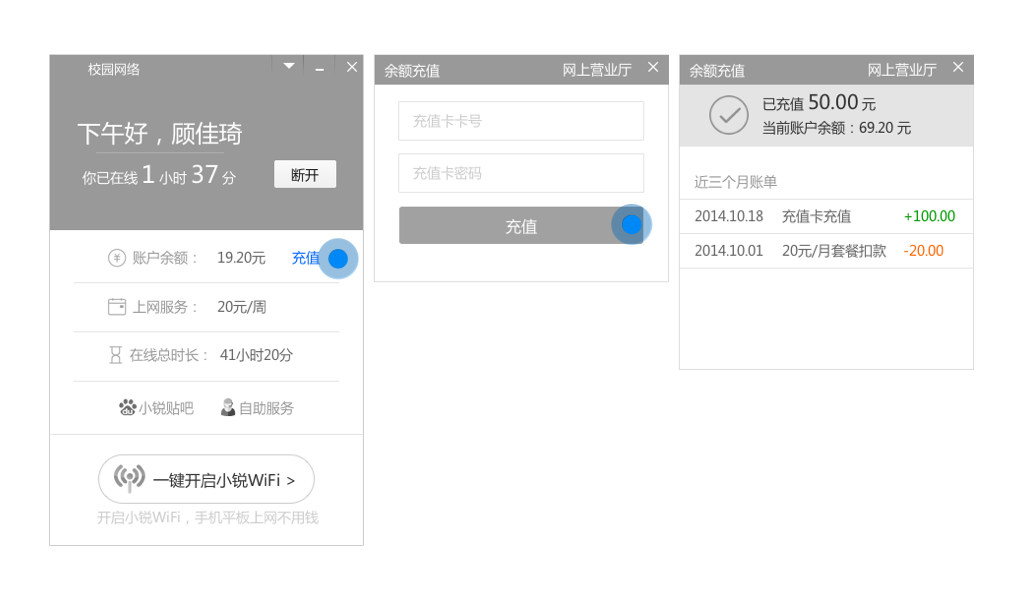 校园网络
下午好，顾佳琦
你已在线 1 小时 37 分
断开
账户余额： 19.20元 充值
上网服务： 20元/周
在线总时长： 41小时20分
小锐贴吧 自助服务
一键开启小锐WiFi >
开启小锐WiFi，手机平板上网不用钱
余额充值 网上营业厅
充值卡卡号
充值卡密码
充值
余额充值 网上营业厅
已充值 50.00 元
当前账户余额：69.20 元
近三个月账单
2014.10.18 充值卡充值 +100.00
2014.10.01 20元/月套餐扣款 -20.00